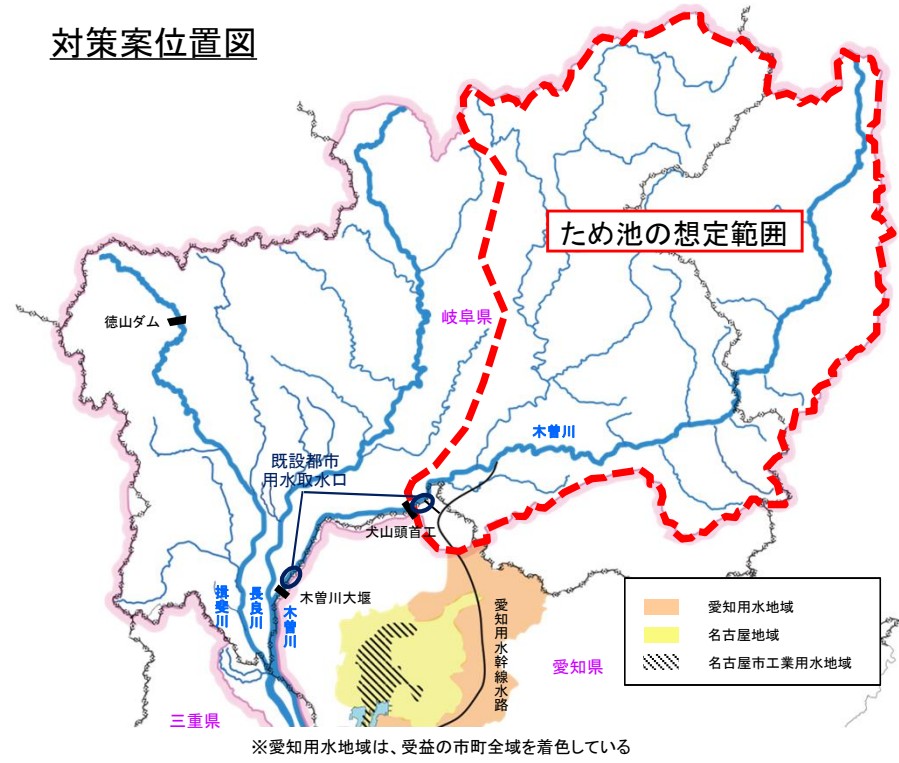 対策案位置図
ため池の想定範囲
徳山ダム
岐阜県
木曽川
既設都市
用水取水口
犬山頭首工
揖斐川
長良川
木曽川
木曽川大堰
愛知用水幹線水路
愛知県
三重県
愛知用水地域
名古屋地域
名古屋市工業用水地域
※愛知用水地域は、受益の市町全域を着色している